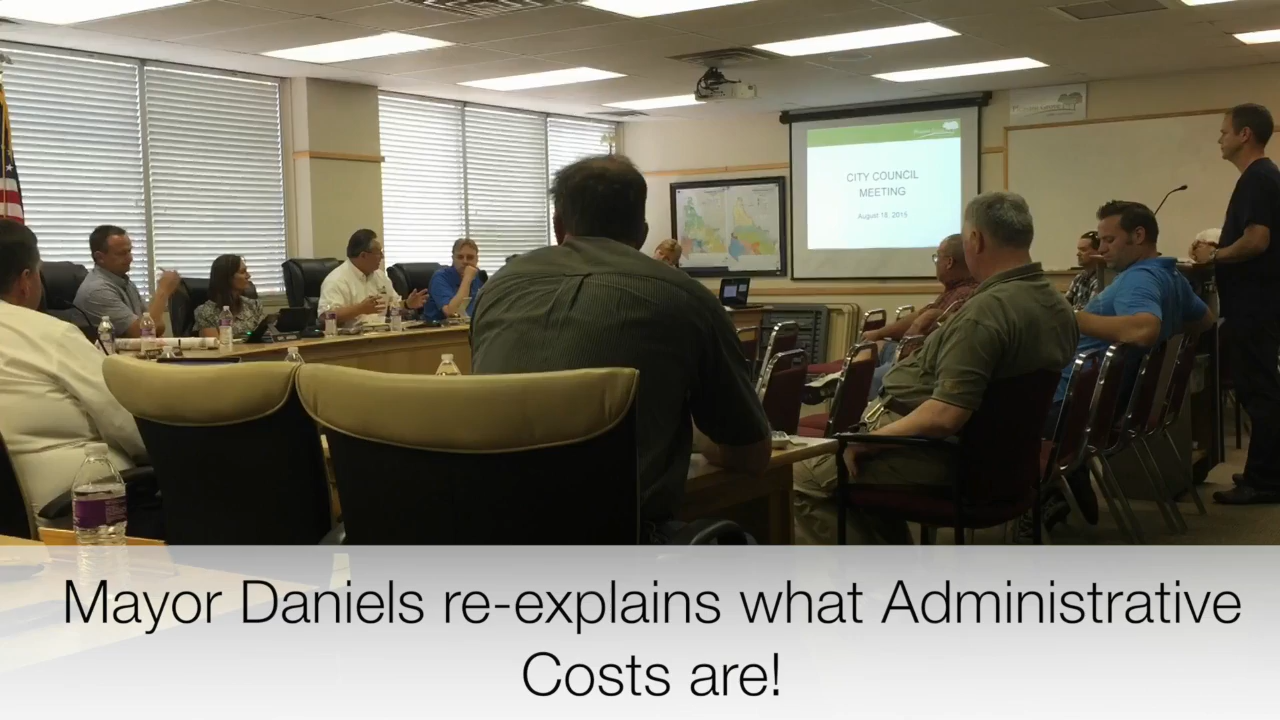 CITY COUNCIL
MEETING
August 18, 2015
Mayor Daniels re-explains what Administrative
Costs are!